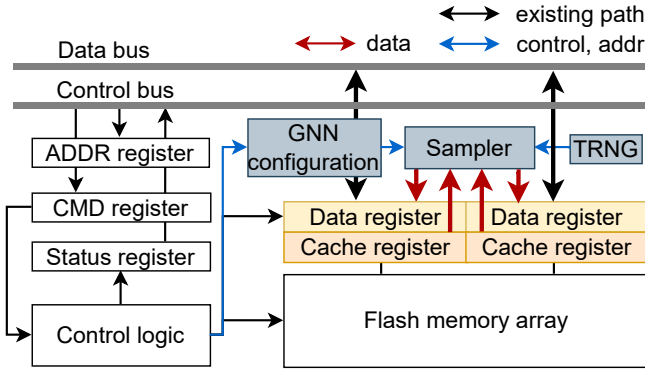 existing path
Data bus
data
control, addr
Control bus
GNN
configuration
Sampler
TRNG
ADDR register
CMD register
Data register
Data register
Status register
Cache register
Cache register
Control logic
Flash memory array